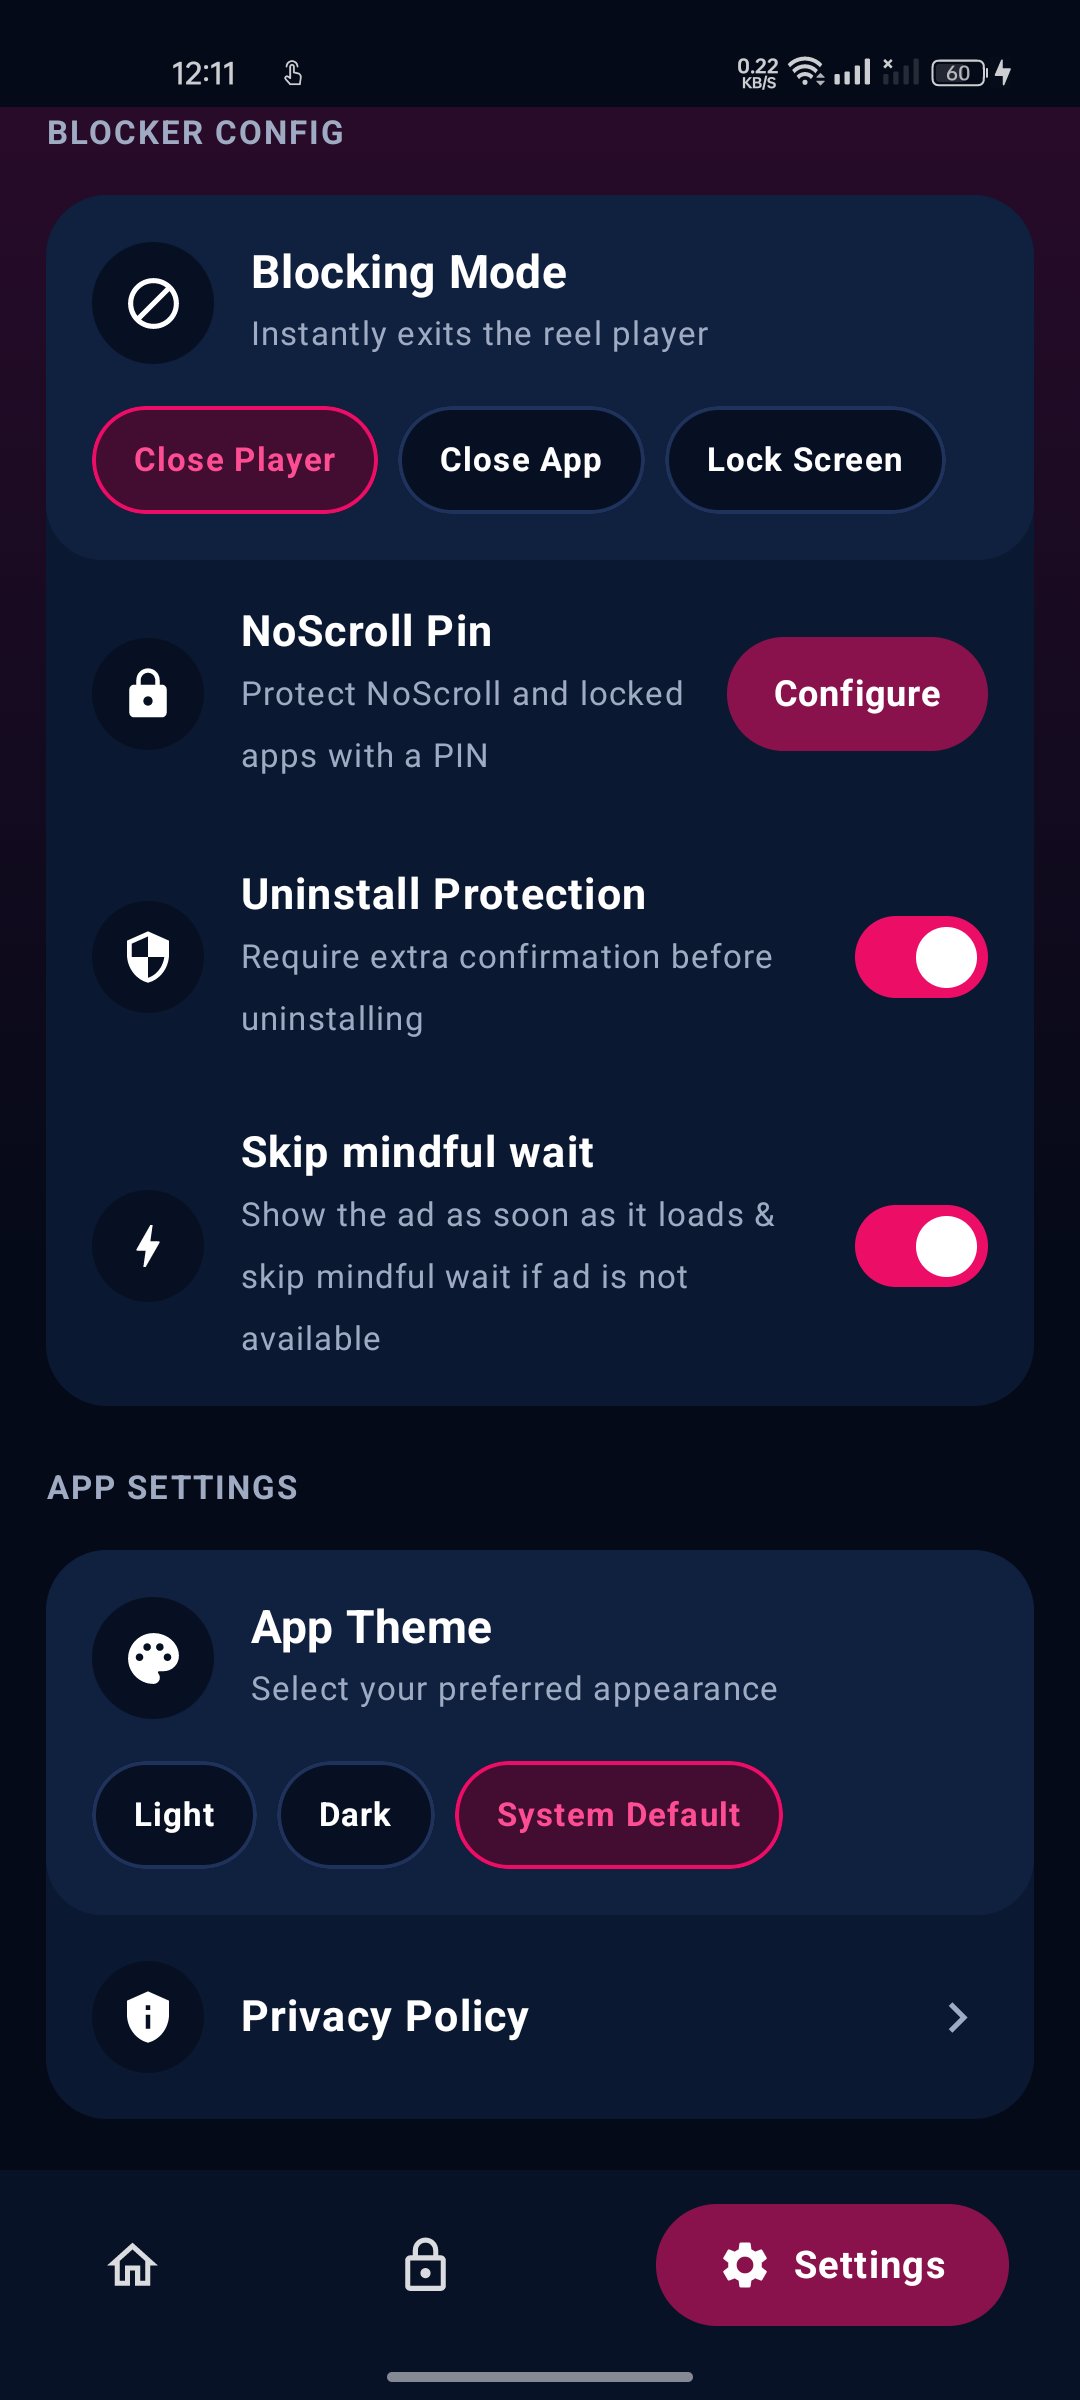 12:11
0.22
KB/S
60
BLOCKER CONFIG
Blocking Mode
Instantly exits the reel player
Close Player
Close App
Lock Screen
NoScroll Pin
Protect NoScroll and locked
apps with a PIN
Configure
Uninstall Protection
Require extra confirmation before
uninstalling
Skip mindful wait
Show the ad as soon as it loads &
skip mindful wait if ad is not
available
APP SETTINGS
App Theme
Select your preferred appearance
Light
Dark
System Default
Privacy Policy
Settings